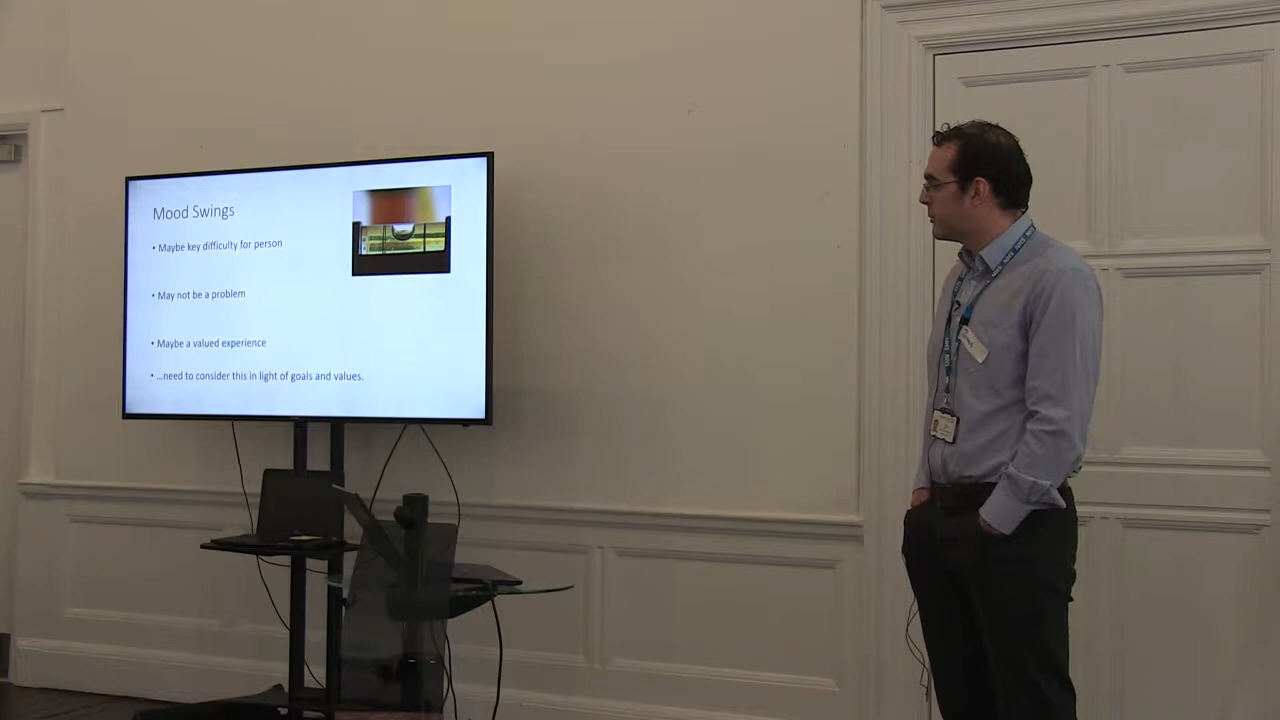 Mood Swings
• Maybe key difficulty for person
• May not be a problem
• Maybe a valued experience
• ...need to consider this in light of goals and values.